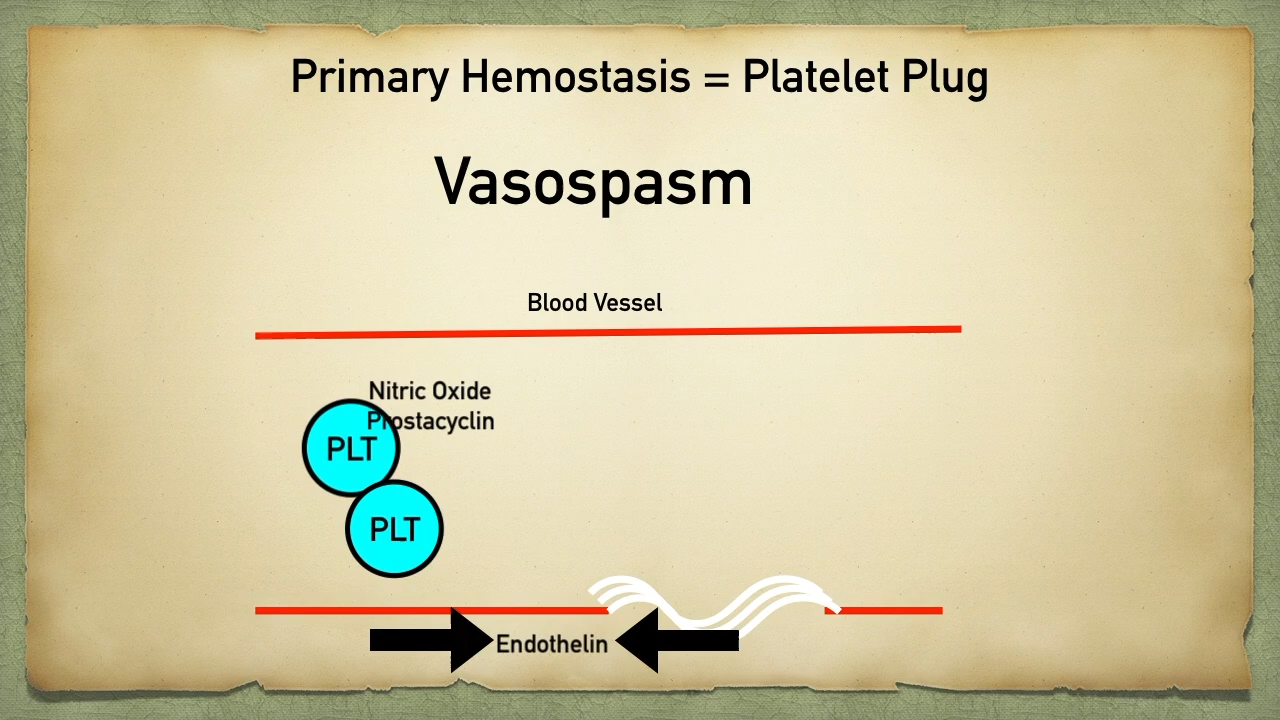 Primary Hemostasis = Platelet Plug
Vasospasm
Blood Vessel
Nitric Oxide
Prostacyclin
PLT
PLT
Endothelin